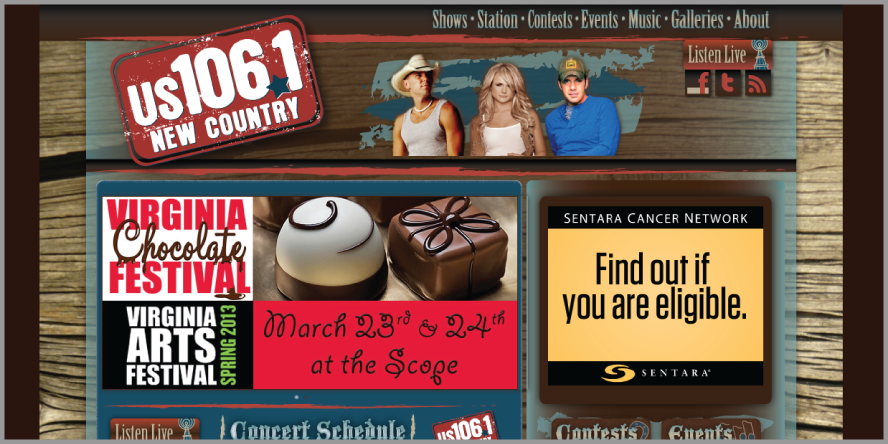 Shows • Station • Contests • Events • Music • Galleries • About
US106.1
NEW COUNTRY
Listen Live
VIRGINIA
Chocolate
FESTIVAL
VIRGINIA
ARTS
FESTIVAL
SPRING 2013
March 23rd & 24th
at the Scope
SENTARA CANCER NETWORK
Find out if
you are eligible.
SENTARA®
Listen Live
Concert Schedule
US106.1
Contests
Events